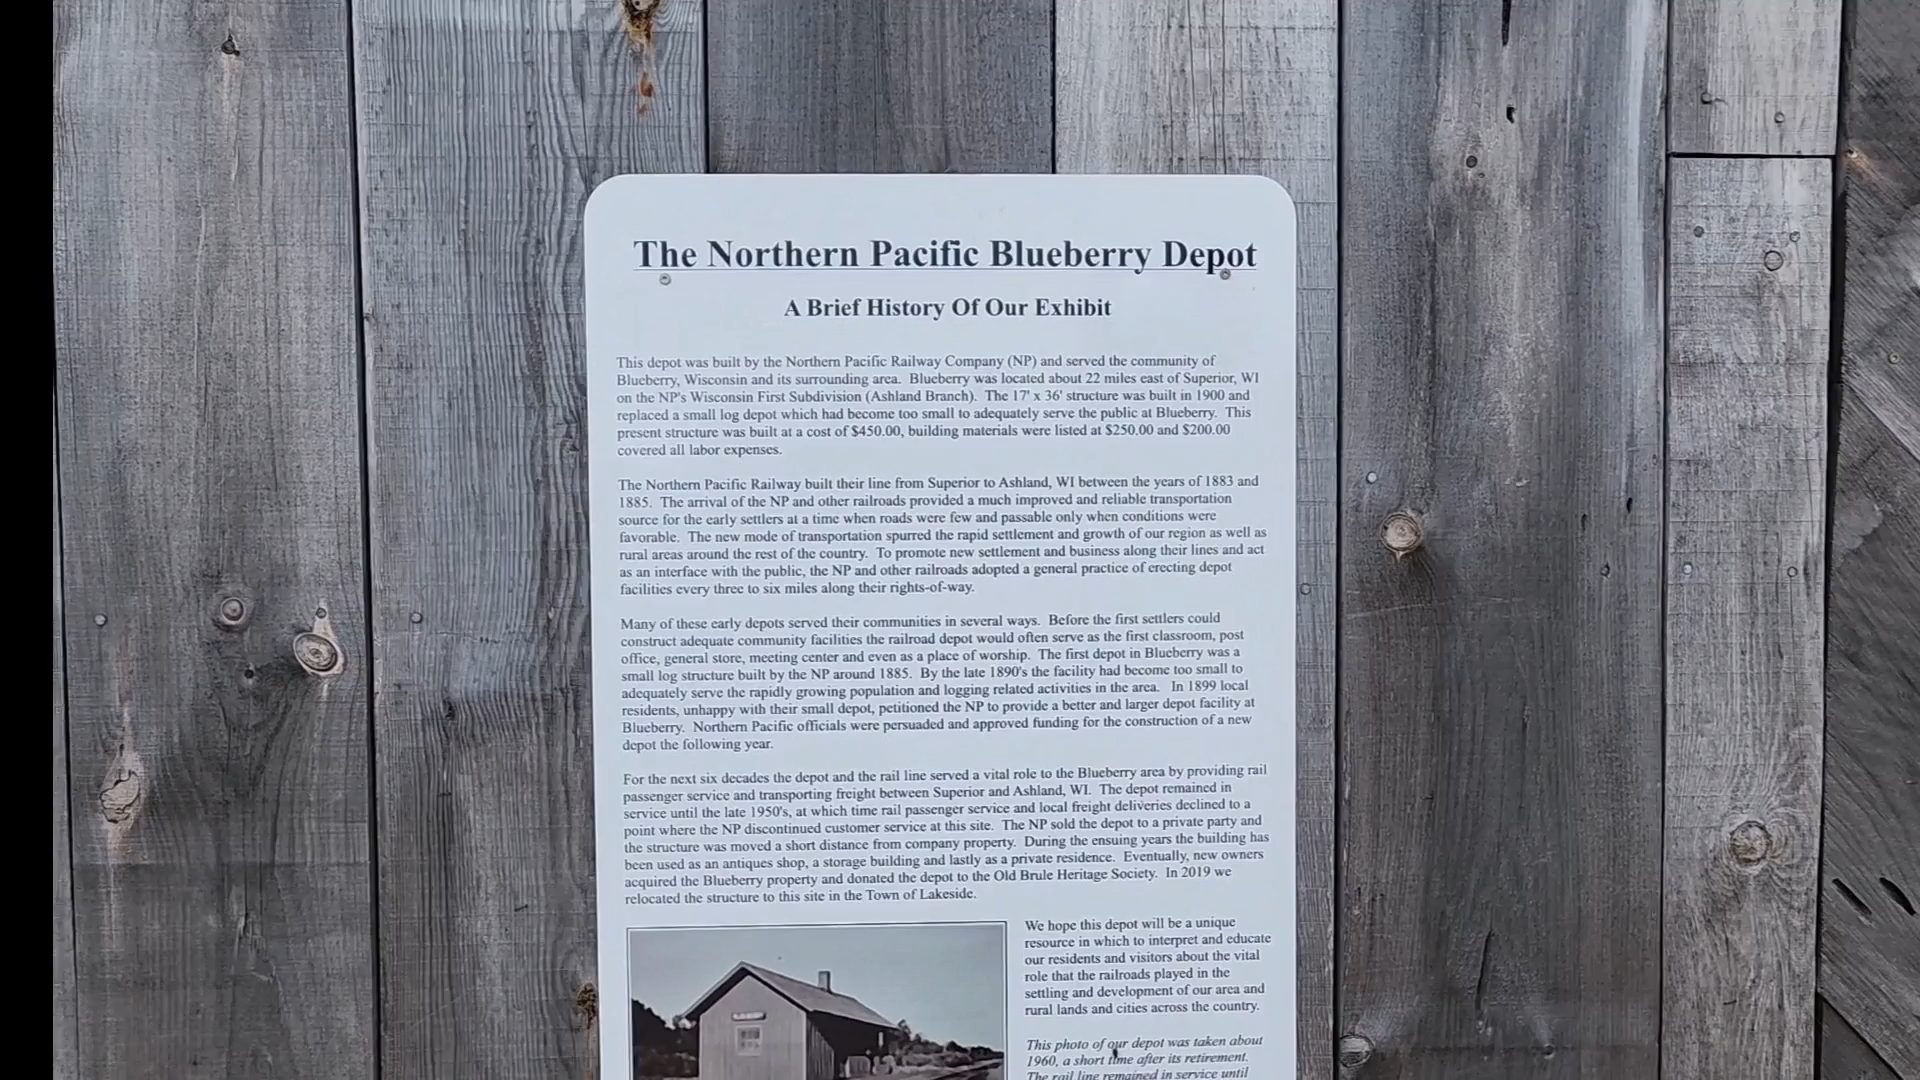 The Northern Pacific Blueberry Depot
A Brief History Of Our Exhibit
This depot was built by the Northern Pacific Railway Company (NP) and served the community of
Blueberry, Wisconsin and its surrounding area. Blueberry was located about 22 miles east of Superior, WI
on the NP's Wisconsin First Subdivision (Ashland Branch). The 17' x 36' structure was built in 1900 and
replaced a small log depot which had become too small to adequately serve the public at Blueberry. This
present structure was built at a cost of $450.00, building materials were listed at $250.00 and $200.00
covered all labor expenses.
The Northern Pacific Railway built their line from Superior to Ashland, WI between the years of 1883 and
1885. The arrival of the NP and other railroads provided a much improved and reliable transportation
source for the early settlers at a time when roads were few and passable only when conditions were
favorable. The new mode of transportation spurred the rapid settlement and growth of our region as well as
rural areas around the rest of the country. To promote new settlement and business along their lines and act
as an interface with the public, the NP and other railroads adopted a general practice of erecting depot
facilities every three to six miles along their rights-of-way.
Many of these early depots served their communities in several ways. Before the first settlers could
construct adequate community facilities the railroad depot would often serve as the first classroom, post
office, general store, meeting center and even as a place of worship. The first depot in Blueberry was a
small log structure built by the NP around 1885. By the late 1890's the facility had become too small to
adequately serve the rapidly growing population and logging related activities in the area. In 1899 local
residents, unhappy with their small depot, petitioned the NP to provide a better and larger depot facility at
Blueberry. Northern Pacific officials were persuaded and approved funding for the construction of a new
depot the following year.
For the next six decades the depot and the rail line served a vital role to the Blueberry area by providing rail
passenger service and transporting freight between Superior and Ashland, WI. The depot remained in
service until the late 1950's, at which time rail passenger service and local freight deliveries declined to a
point where the NP discontinued customer service at this site. The NP sold the depot to a private party and
the structure was moved a short distance from company property. During the ensuing years the building has
been used as an antiques shop, a storage building and lastly as a private residence. Eventually, new owners
acquired the Blueberry property and donated the depot to the Old Brule Heritage Society. In 2019 we
relocated the structure to this site in the Town of Lakeside.
We hope this depot will be a unique
resource in which to interpret and educate
our residents and visitors about the vital
role that the railroads played in the
settling and development of our area and
rural lands and cities across the country.
This photo of our depot was taken about
1960, a short time after its retirement.
The rail line remained in service until